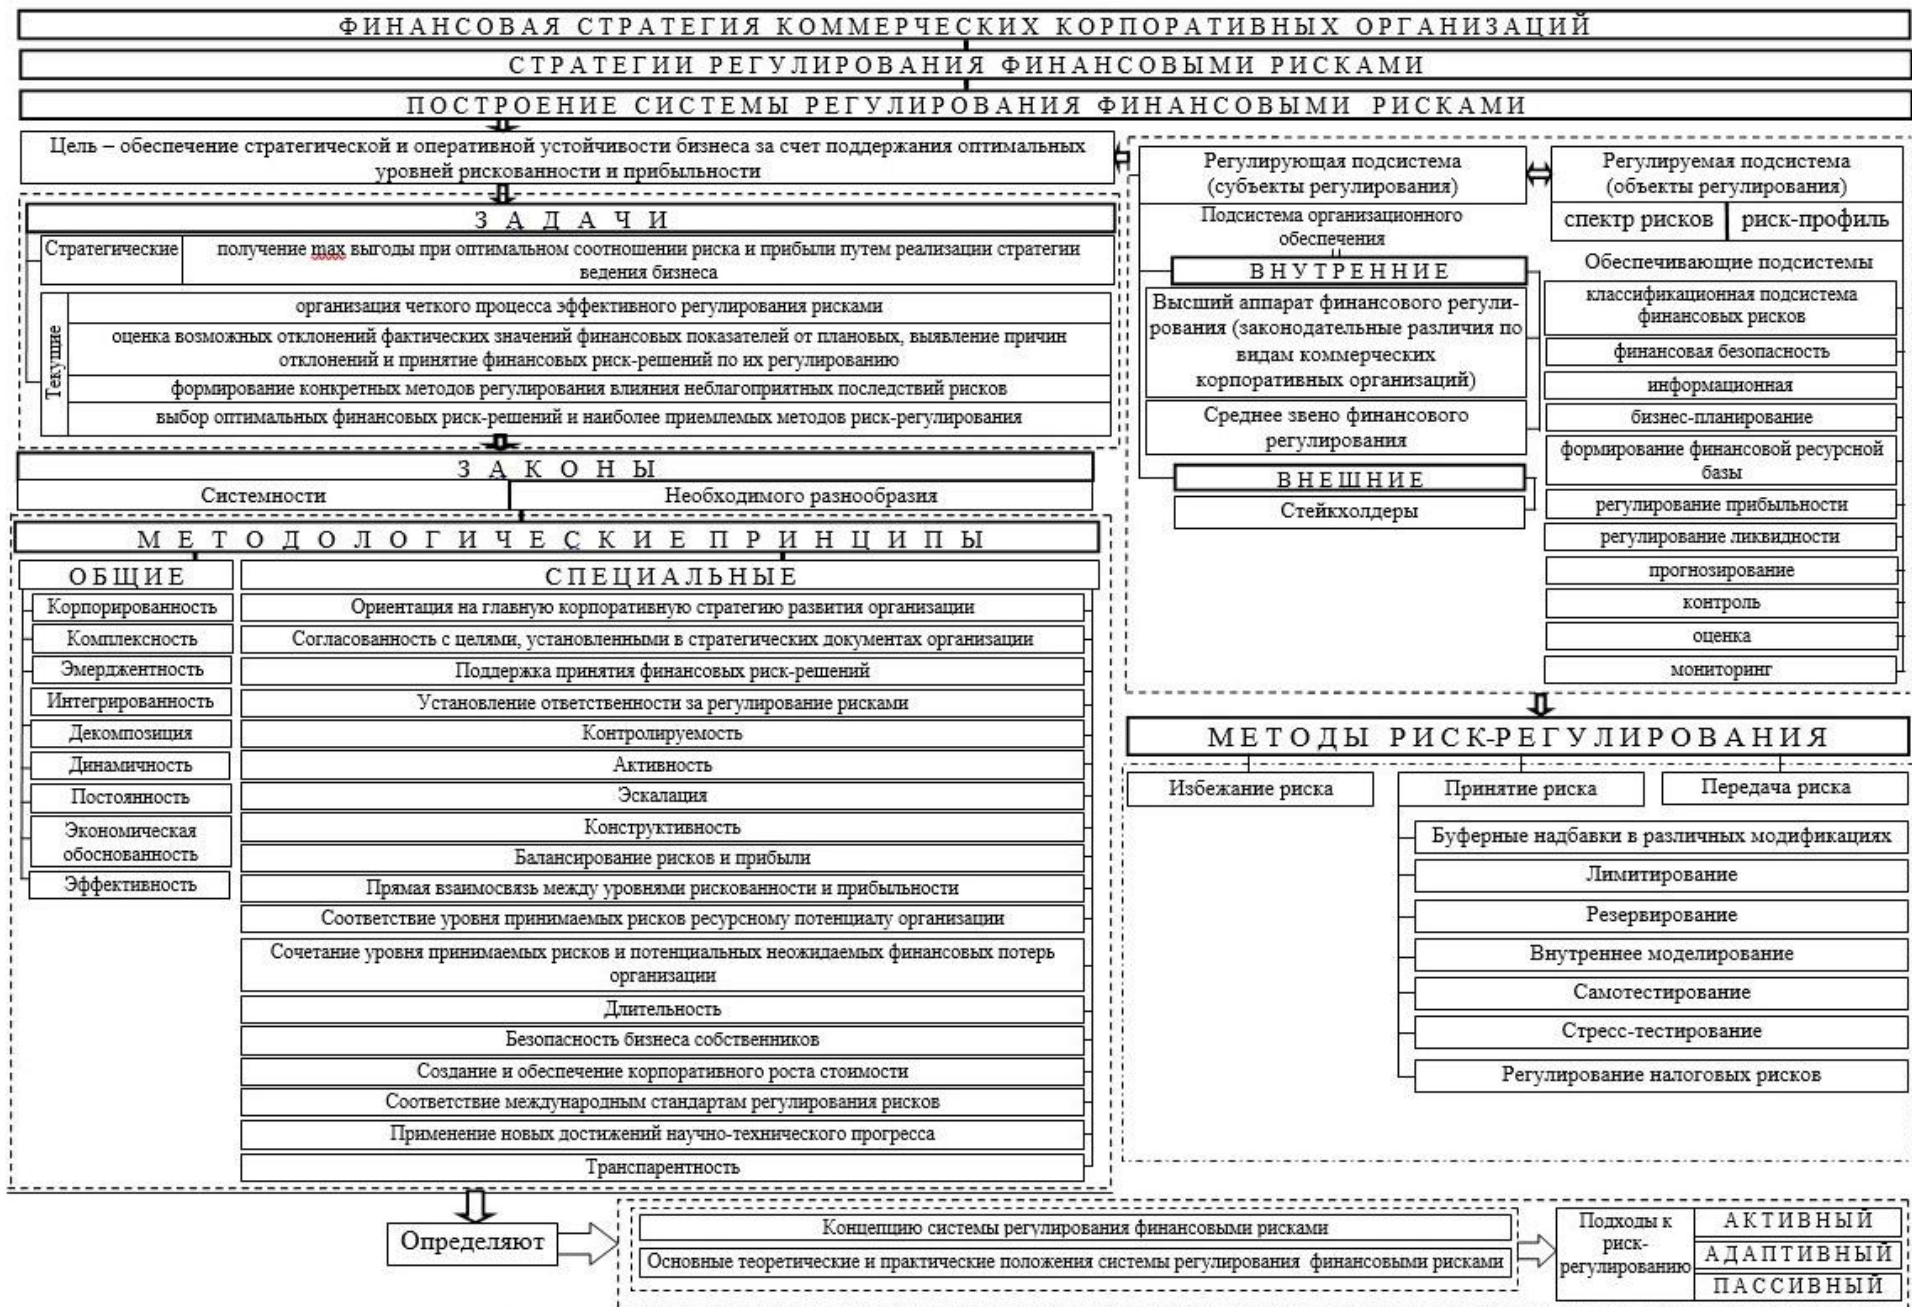 ФИНАНСОВАЯ СТРАТЕГИЯ КОММЕРЧЕСКИХ КОРПОРАТИВНЫХ ОРГАНИЗАЦИЙ
СТРАТЕГИИ РЕГУЛИРОВАНИЯ ФИНАНСОВЫМИ РИСКАМИ
ПОСТРОЕНИЕ СИСТЕМЫ РЕГУЛИРОВАНИЯ ФИНАНСОВЫМИ РИСКАМИ
Цель – обеспечение стратегической и оперативной устойчивости бизнеса за счет поддержания оптимальных
уровней рискованности и прибыльности
ЗАДАЧИ
Стратегические
получение max выгоды при оптимальном соотношении риска и прибыли путем реализации стратегии
ведения бизнеса
Текущие
организация четкого процесса эффективного регулирования рисками
оценка возможных отклонений фактических значений финансовых показателей от плановых, выявление причин
отклонений и принятие финансовых риск-решений по их регулированию
формирование конкретных методов регулирования влияния неблагоприятных последствий рисков
выбор оптимальных финансовых риск-решений и наиболее приемлемых методов риск-регулирования
ЗАКОНЫ
Системности
Необходимого разнообразия
МЕТОДОЛОГИЧЕСКИЕ ПРИНЦИПЫ
ОБЩИЕ
Корпорированность
Комплексность
Эмерджентность
Интегрированность
Декомпозиция
Динамичность
Постоянность
Экономическая
обоснованность
Эффективность
СПЕЦИАЛЬНЫЕ
Ориентация на главную корпоративную стратегию развития организации
Согласованность с целями, установленными в стратегических документах организации
Поддержка принятия финансовых риск-решений
Установление ответственности за регулирование рисками
Контролируемость
Активность
Эскалация
Конструктивность
Балансирование рисков и прибыли
Прямая взаимосвязь между уровнями рискованности и прибыльности
Соответствие уровня принимаемых рисков ресурсному потенциалу организации
Сочетание уровня принимаемых рисков и потенциальных неожидаемых финансовых потерь
организации
Длительность
Безопасность бизнеса собственников
Создание и обеспечение корпоративного роста стоимости
Соответствие международным стандартам регулирования рисков
Применение новых достижений научно-технического прогресса
Транспарентность
Регулирующая подсистема
(субъекты регулирования)
Подсистема организационного
обеспечения
ВНУТРЕННИЕ
Высший аппарат финансового регули-
рования (законодательные различия по
видам коммерческих
корпоративных организаций)
Среднее звено финансового
регулирования
ВНЕШНИЕ
Стейкхолдеры
Регулируемая подсистема
(объекты регулирования)
спектр рисков
риск-профиль
Обеспечивающие подсистемы
классификационная подсистема
финансовых рисков
финансовая безопасность
информационная
бизнес-планирование
формирование финансовой ресурсной
базы
регулирование прибыльности
регулирование ликвидности
прогнозирование
контроль
оценка
мониторинг
МЕТОДЫ РИСК-РЕГУЛИРОВАНИЯ
Избежание риска
Принятие риска
Передача риска
Буферные надбавки в различных модификациях
Лимитирование
Резервирование
Внутреннее моделирование
Самотестирование
Стресс-тестирование
Регулирование налоговых рисков
Определяют
Концепцию системы регулирования финансовыми рисками
Основные теоретические и практические положения системы регулирования финансовыми рисками
Подходы к
риск-
регулированию
АКТИВНЫЙ
АДАПТИВНЫЙ
ПАССИВНЫЙ